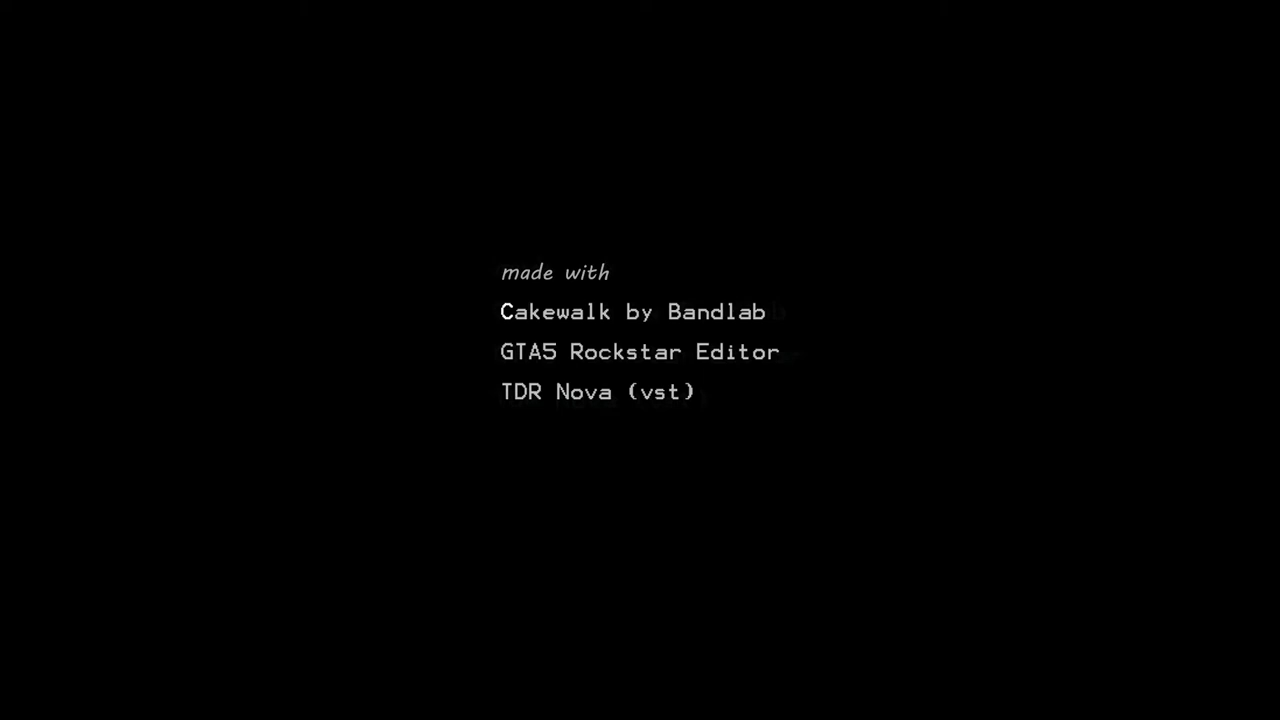 made with
Cakewalk by Bandlab
GTA5 Rockstar Editor
TDR Nova (vst)